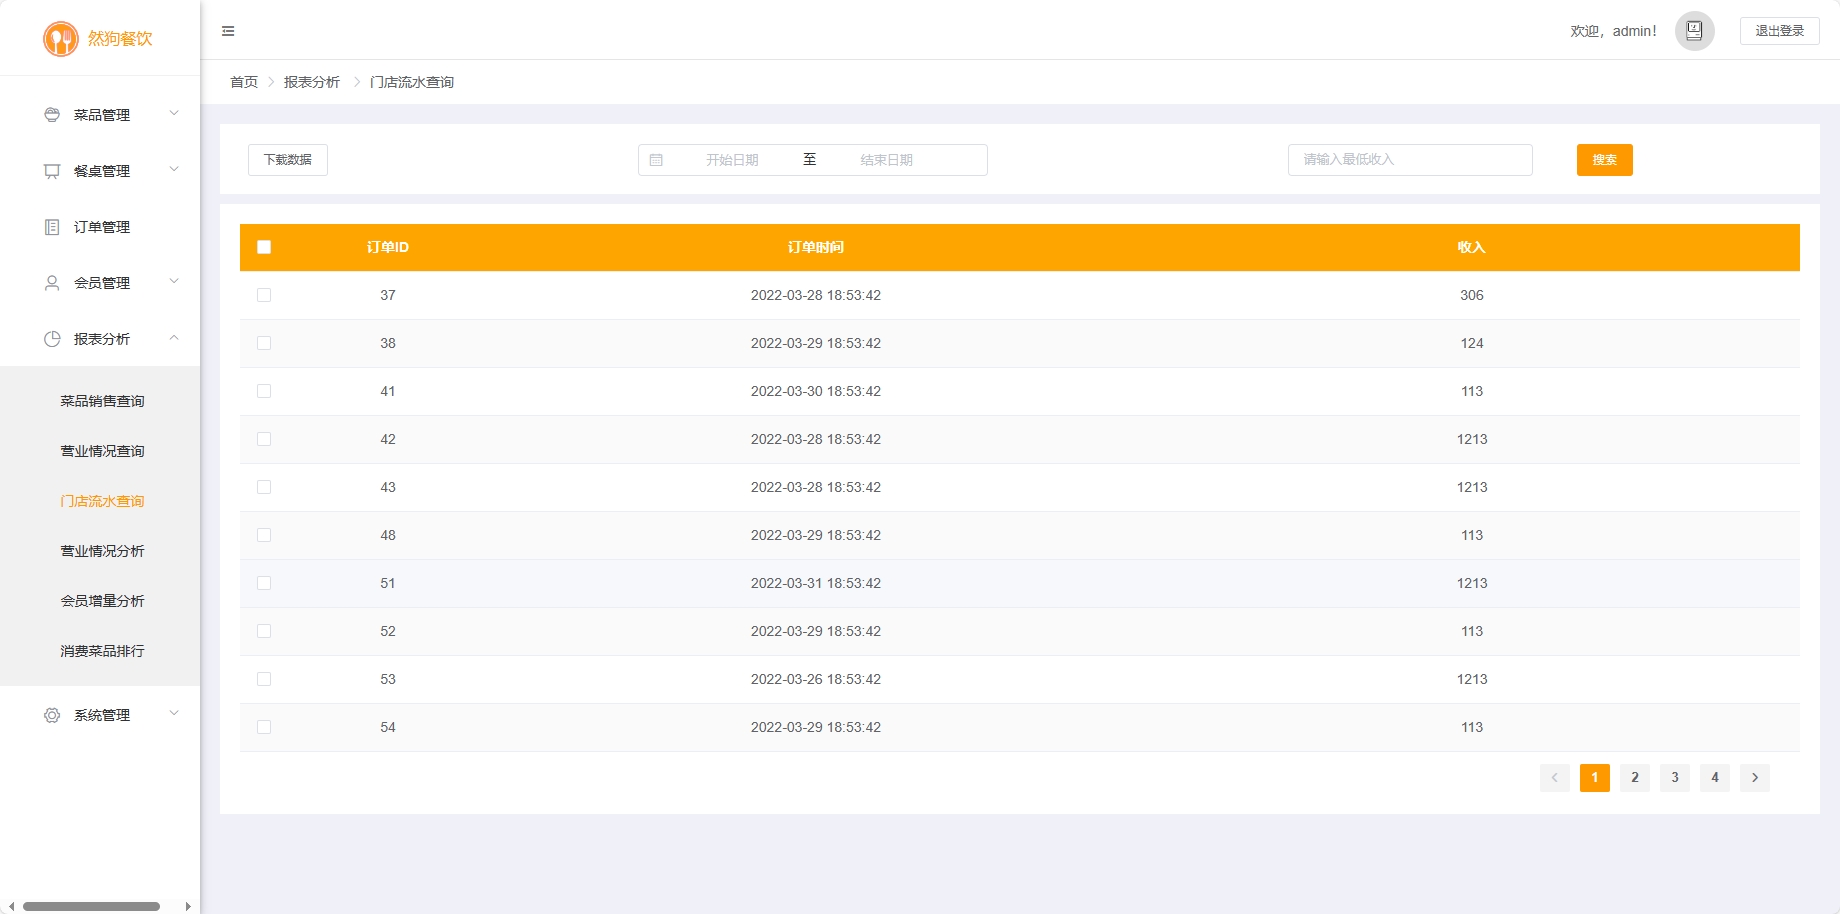 然狗餐饮
欢迎，admin!
退出登录
首页 > 报表分析 > 门店流水查询
菜品管理
餐桌管理
订单管理
会员管理
报表分析
菜品销售查询
营业情况查询
门店流水查询
营业情况分析
会员增量分析
消费菜品排行
系统管理
下载数据 开始日期 至 结束日期 请输入最低收入 搜索
订单ID 订单时间 收入
37 2022-03-28 18:53:42 306
38 2022-03-29 18:53:42 124
41 2022-03-30 18:53:42 113
42 2022-03-28 18:53:42 1213
43 2022-03-28 18:53:42 1213
48 2022-03-29 18:53:42 113
51 2022-03-31 18:53:42 1213
52 2022-03-29 18:53:42 113
53 2022-03-26 18:53:42 1213
54 2022-03-29 18:53:42 113
1 2 3 4